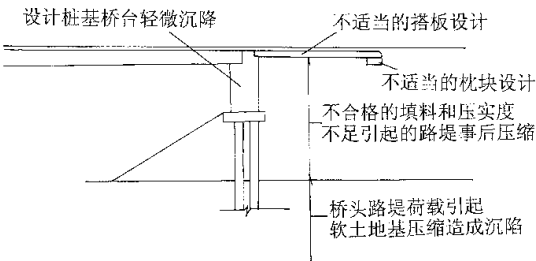 设计桩基桥台轻微沉降
不适当的搭板设计
不适当的枕块设计
不合格的填料和压实度
不足引起的路堤事后压缩
桥头路堤荷载引起
软土地基压缩造成沉陷